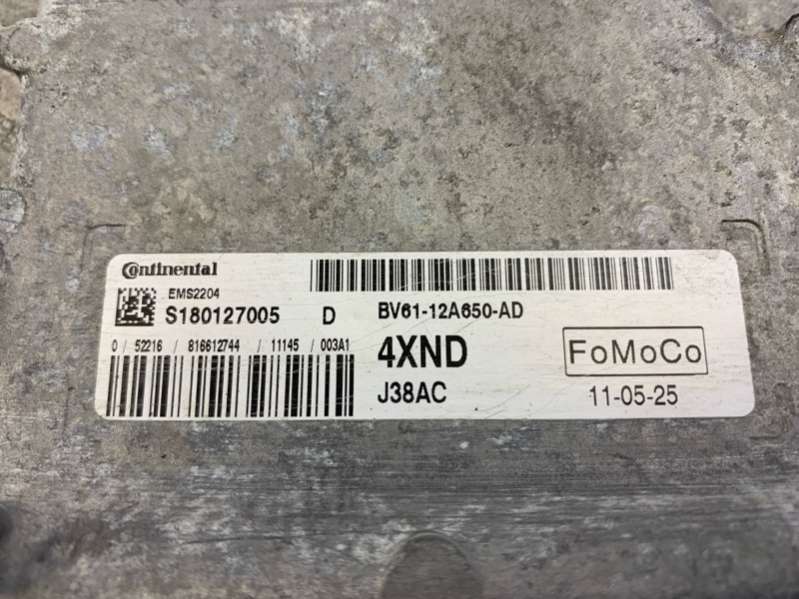 Continental
EMS2204
S180127005 D
0 / 52216 / 816612744 / 11145 / 003A1
BV61-12A650-AD
4XND
J38AC
FoMoCo
11-05-25